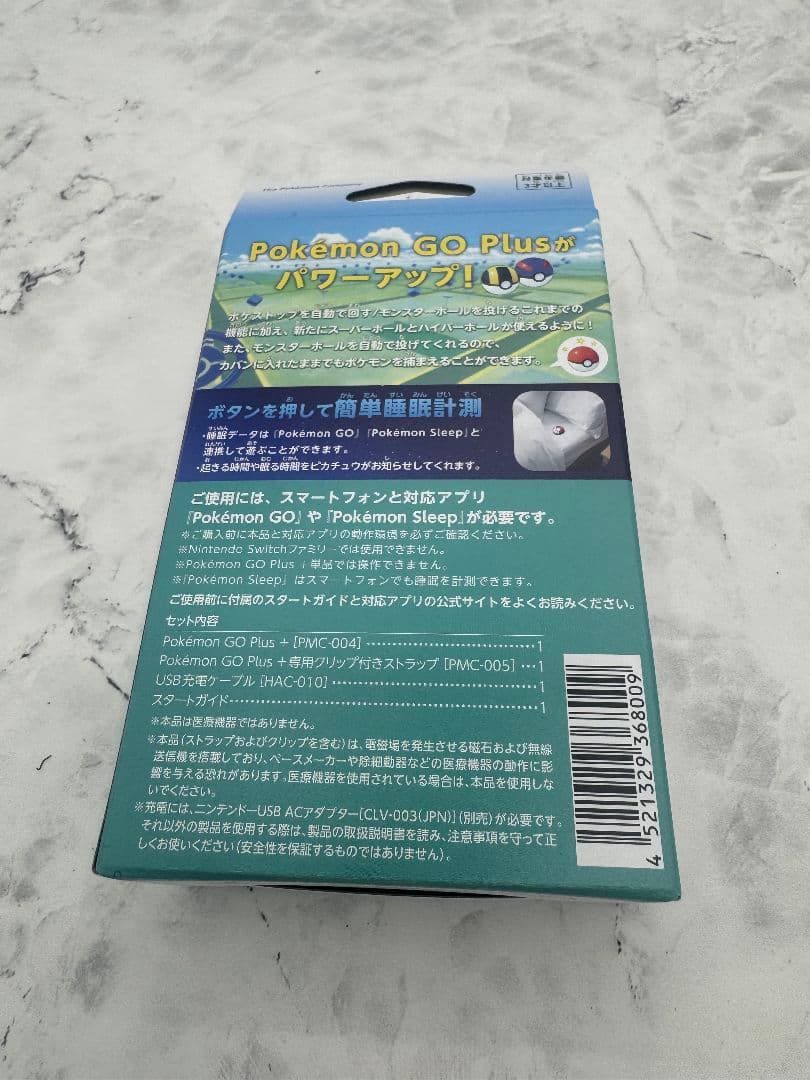 The Pokémon Company
対象年齢
Pokémon GO Plusが
パワーアップ!
ポケストップを自動で回す/モンスターボールを投げるこれまでの
機能に加え、新たにスーパーボールとハイパーボールが使えるように!
また、モンスターボールを自動で投げてくれるので、
カバンに入れたままでもポケモンを捕まえることができます。
ボタンを押して簡単睡眠計測
・睡眠データは『Pokémon GO』『Pokémon Sleep』と
連携して遊ぶことができます。
・起きる時間や眠る時間をピカチュウがお知らせしてくれます。
ご使用には、スマートフォンと対応アプリ
『Pokémon GO』や『Pokémon Sleep』が必要です。
※ご購入前に本品と対応アプリの動作環境を必ずご確認ください。
※Nintendo Switchファミリーでは使用できません。
※Pokémon GO Plus +単品では操作できません。
※『Pokémon Sleep』はスマートフォンでも睡眠を計測できます。
ご使用前に付属のスタートガイドと対応アプリの公式サイトをよくお読みください。
セット内容
Pokémon GO Plus + [PMC-004] ……1
Pokémon GO Plus +専用クリップ付きストラップ [PMC-005] …1
USB充電ケーブル [HAC-010] ……1
スタートガイド……1
※本品は医療機器ではありません。
※本品(ストラップおよびクリップを含む)は、電磁場を発生させる磁石および無線
送信機を搭載しており、ペースメーカーや除細動器などの医療機器の動作に影
響を与える恐れがあります。医療機器を使用されている場合は、本品を使用しな
いでください。
※充電には、ニンテンドーUSB ACアダプター[CLV-003(JPN)](別売)が必要です。
それ以外の製品を使用する際は、製品の取扱説明書を読み、注意事項を守って正
しくお使いください(安全性を保証するものではありません)。
4 521329 368009